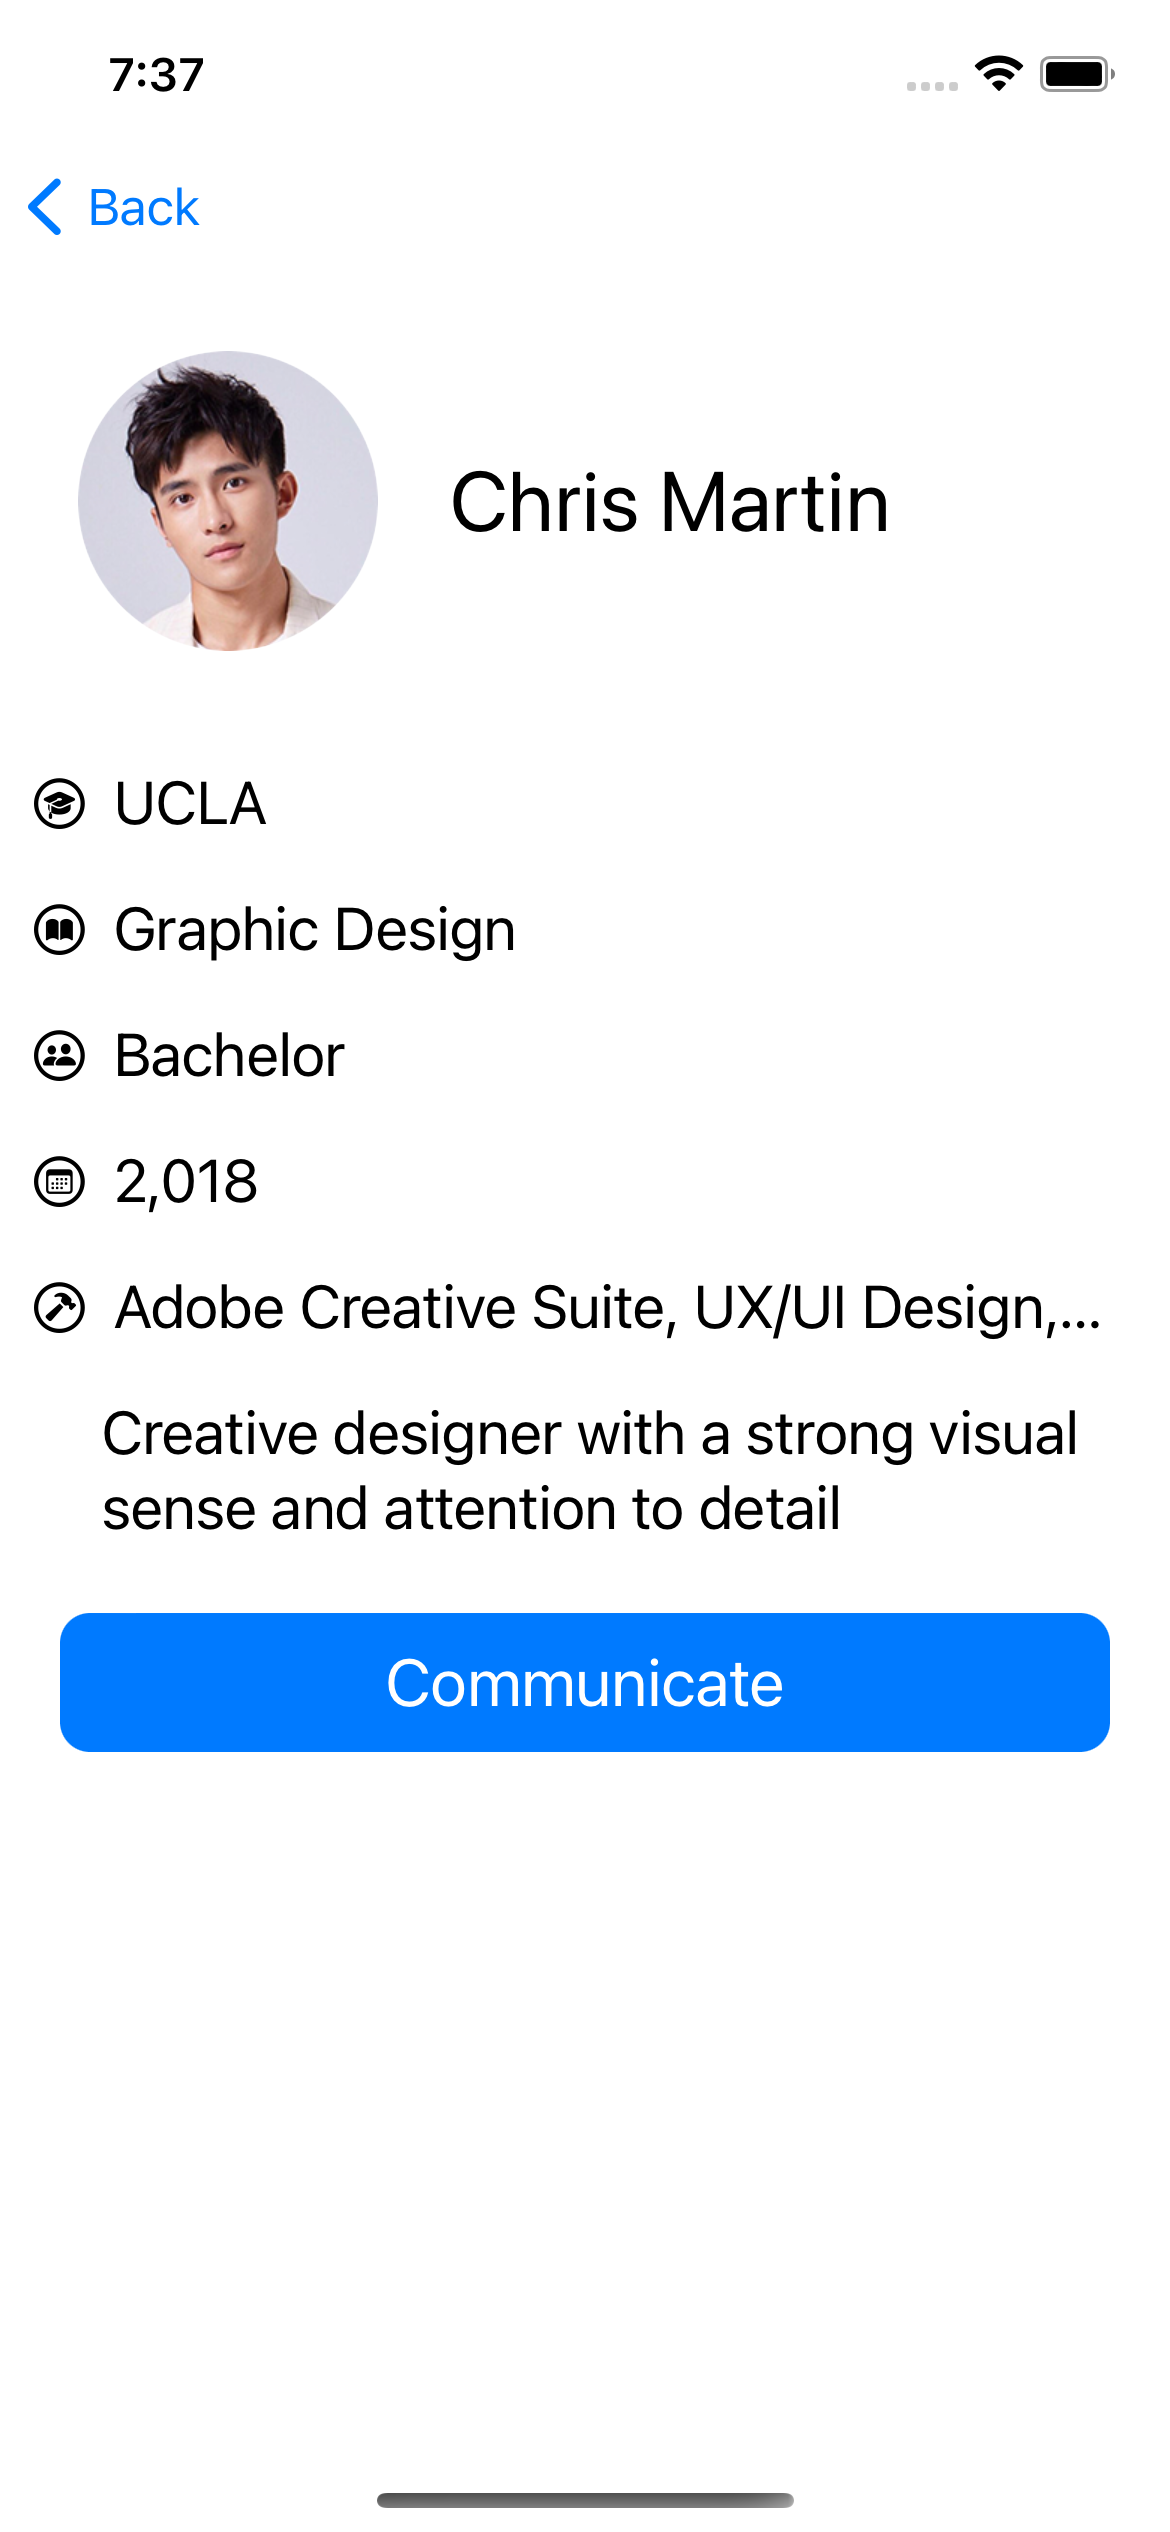 7:37
Back
Chris Martin
UCLA
Graphic Design
Bachelor
2,018
Adobe Creative Suite, UX/UI Design,...
Creative designer with a strong visual
sense and attention to detail
Communicate